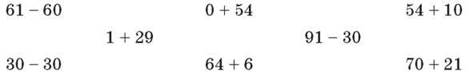 61 – 60 0 + 54 54 + 10
1 + 29 91 – 30
30 – 30 64 + 6 70 + 21